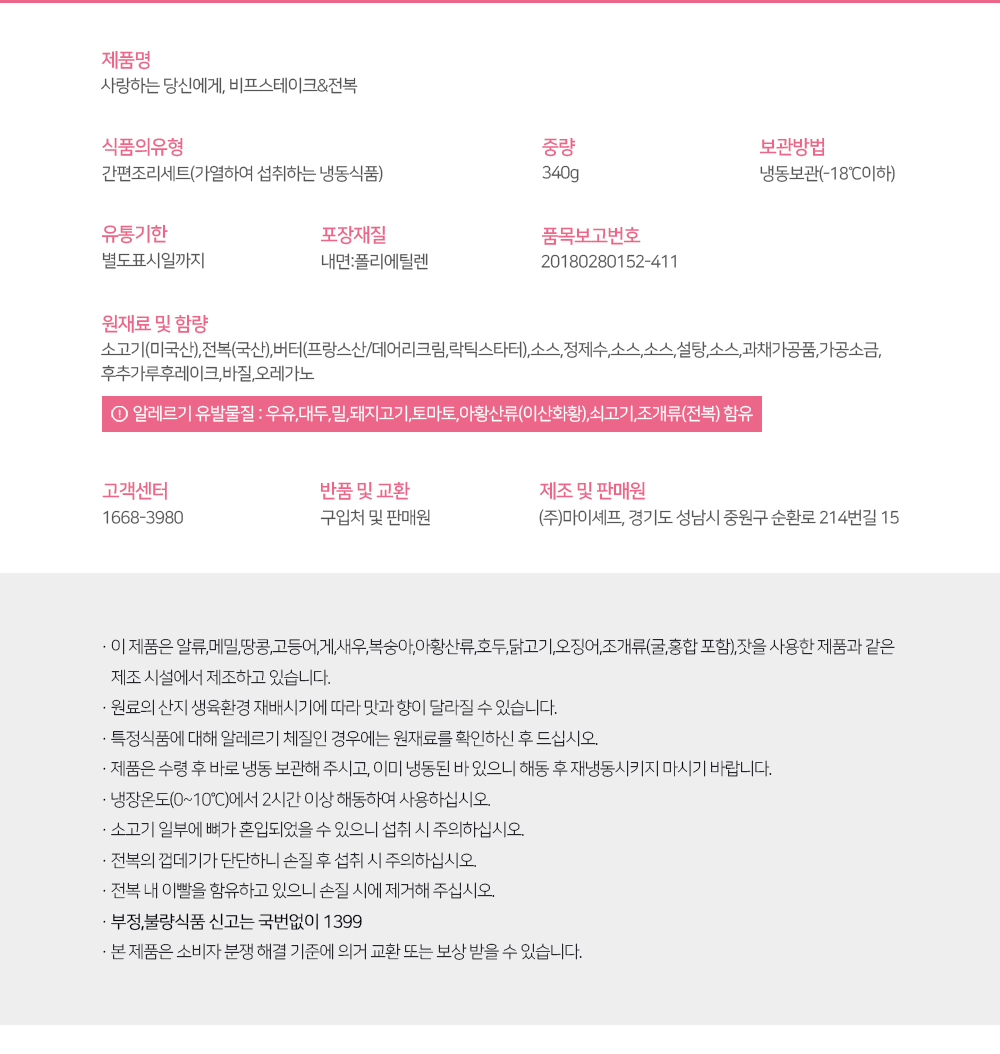 제품명
사랑하는 당신에게, 비프스테이크&전복
식품의유형
간편조리세트(가열하여 섭취하는 냉동식품)
중량
340g
보관방법
냉동보관(-18℃이하)
유통기한
별도표시일까지
포장재질
내면:폴리에틸렌
품목보고번호
20180280152-411
원재료 및 함량
소고기(미국산),전복(국산),버터(프랑스산/데어리크림,락틱스타터),소스,정제수,소스,소스,설탕,소스,과채가공품,가공소금,
후추가루후레이크,바질,오레가노
알레르기 유발물질 : 우유,대두,밀,돼지고기,토마토,아황산류(이산화황),쇠고기,조개류(전복) 함유
고객센터
1668-3980
반품 및 교환
구입처 및 판매원
제조 및 판매원
(주)마이셰프, 경기도 성남시 중원구 순환로 214번길 15
· 이 제품은 알류,메밀,땅콩,고등어,게,새우,복숭아,아황산류,호두,닭고기,오징어,조개류(굴,홍합 포함),잣을 사용한 제품과 같은
제조 시설에서 제조하고 있습니다.
· 원료의 산지 생육환경 재배시기에 따라 맛과 향이 달라질 수 있습니다.
· 특정식품에 대해 알레르기 체질인 경우에는 원재료를 확인하신 후 드십시오.
· 제품은 수령 후 바로 냉동 보관해 주시고, 이미 냉동된 바 있으니 해동 후 재냉동시키지 마시기 바랍니다.
· 냉장온도(0~10℃)에서 2시간 이상 해동하여 사용하십시오.
· 소고기 일부에 뼈가 혼입되었을 수 있으니 섭취 시 주의하십시오.
· 전복의 껍데기가 단단하니 손질 후 섭취 시 주의하십시오.
· 전복 내 이빨을 함유하고 있으니 손질 시에 제거해 주십시오.
· 부정,불량식품 신고는 국번없이 1399
· 본 제품은 소비자 분쟁 해결 기준에 의거 교환 또는 보상 받을 수 있습니다.